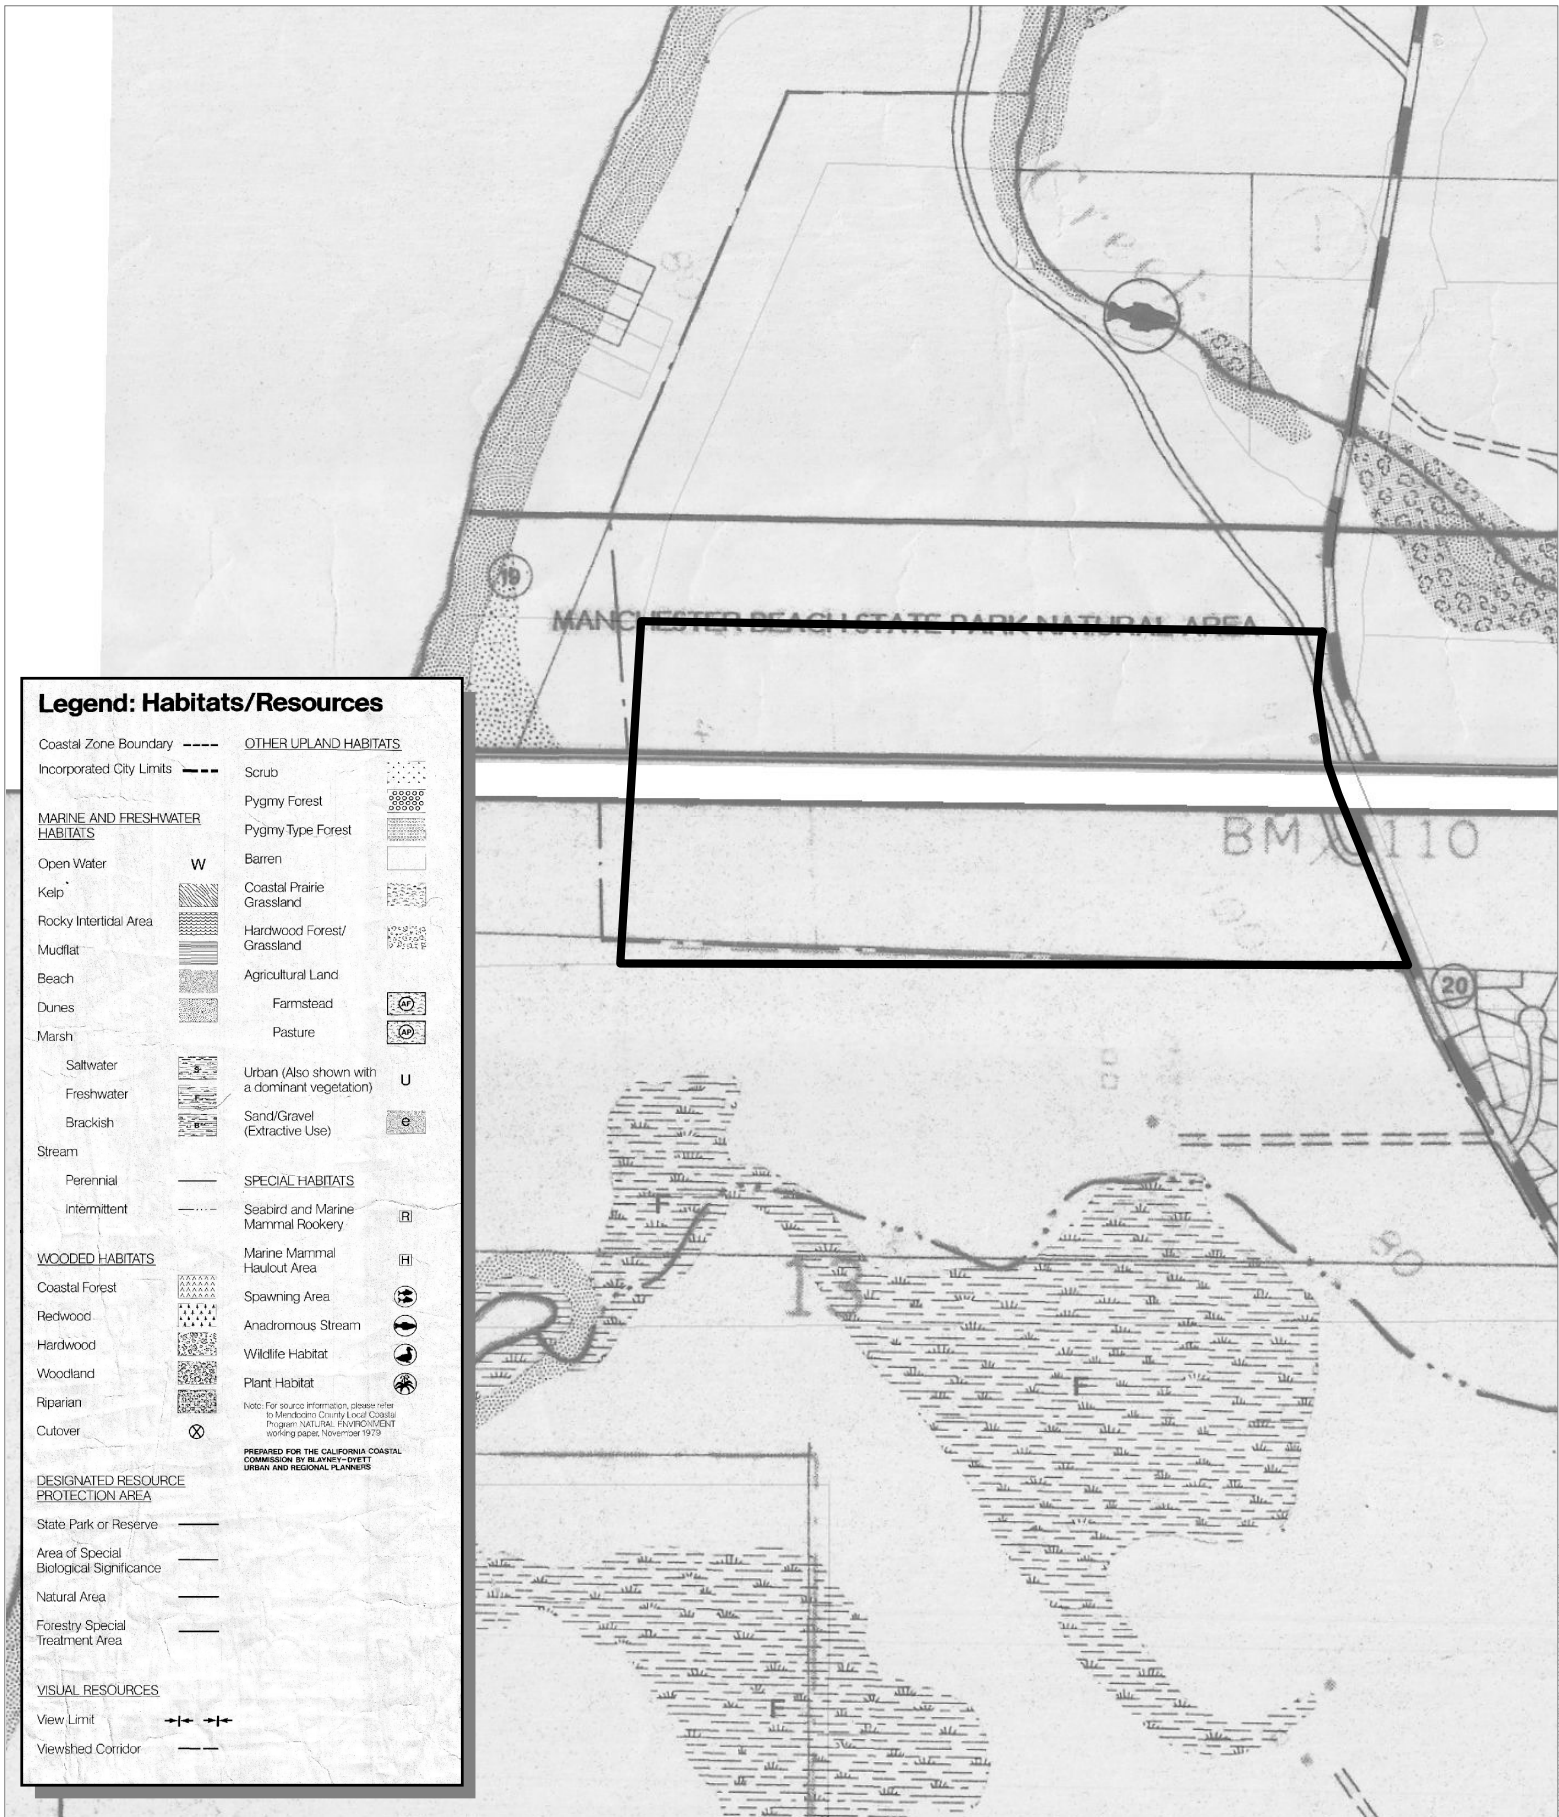 Creek
1
19
MANCHESTER BEACH STATE PARK NATURAL AREA
BM X 110
20
80
F
13
80
F
F
Legend: Habitats/Resources
Coastal Zone Boundary
Incorporated City Limits
MARINE AND FRESHWATER
HABITATS
Open Water W
Kelp
Rocky Intertidal Area
Mudflat
Beach
Dunes
Marsh
Saltwater S
Freshwater F
Brackish B
Stream
Perennial
Intermittent
WOODED HABITATS
Coastal Forest
Redwood
Hardwood
Woodland
Riparian
Cutover
DESIGNATED RESOURCE
PROTECTION AREA
State Park or Reserve
Area of Special
Biological Significance
Natural Area
Forestry Special
Treatment Area
VISUAL RESOURCES
View Limit
Viewshed Corridor
OTHER UPLAND HABITATS
Scrub
Pygmy Forest
Pygmy Type Forest
Barren
Coastal Prairie
Grassland
Hardwood Forest/
Grassland
Agricultural Land
Farmstead AF
Pasture AP
Urban (Also shown with
a dominant vegetation) U
Sand/Gravel
(Extractive Use) e
SPECIAL HABITATS
Seabird and Marine
Mammal Rookery R
Marine Mammal
Haulout Area H
Spawning Area
Anadromous Stream
Wildlife Habitat
Plant Habitat
Note: For source information, please refer
to Mendocino County Local Coastal
Program NATURAL ENVIRONMENT
working paper, November 1979
PREPARED FOR THE CALIFORNIA COASTAL
COMMISSION BY BLAYNEY-DYETT
URBAN AND REGIONAL PLANNERS